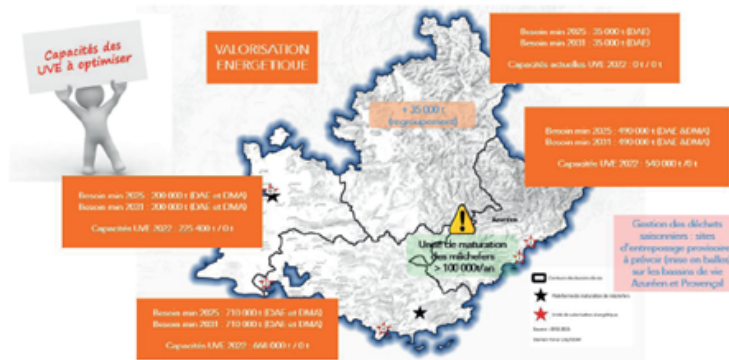 Capacités des
UVE à optimiser
VALORISATION
ENERGETIQUE
Besoin min 2025 : 35 000 t (DAE)
Besoin min 2031 : 35 000 t (DAE)
Capacités actuelles UVE 2022 : 0 t / 0 t
+ 35 000 t
(regroupement)
Besoin min 2025 : 490 000 t (DAE &DMA)
Besoin min 2031 : 490 000 t (DAE &DMA)
Capacités UVE 2022 : 540 000 t / 0 t
Besoin min 2025 : 200 000 t (DAE et DMA)
Besoin min 2031 : 200 000 t (DAE et DMA)
Capacités UVE 2022 : 225 400 t / 0 t
Azuréen
Unité de maturation
des mâchefers
> 100 000t/an
Gestion des déchets
saisonniers : sites
d'entreposage provisoire
à prévoir (mise en balles)
sur les bassins de vie
Azuréen et Provençal
Besoin min 2025 : 710 000 t (DAE et DMA)
Besoin min 2031 : 710 000 t (DAE et DMA)
Capacités UVE 2022 : 660 000 t / 0 t